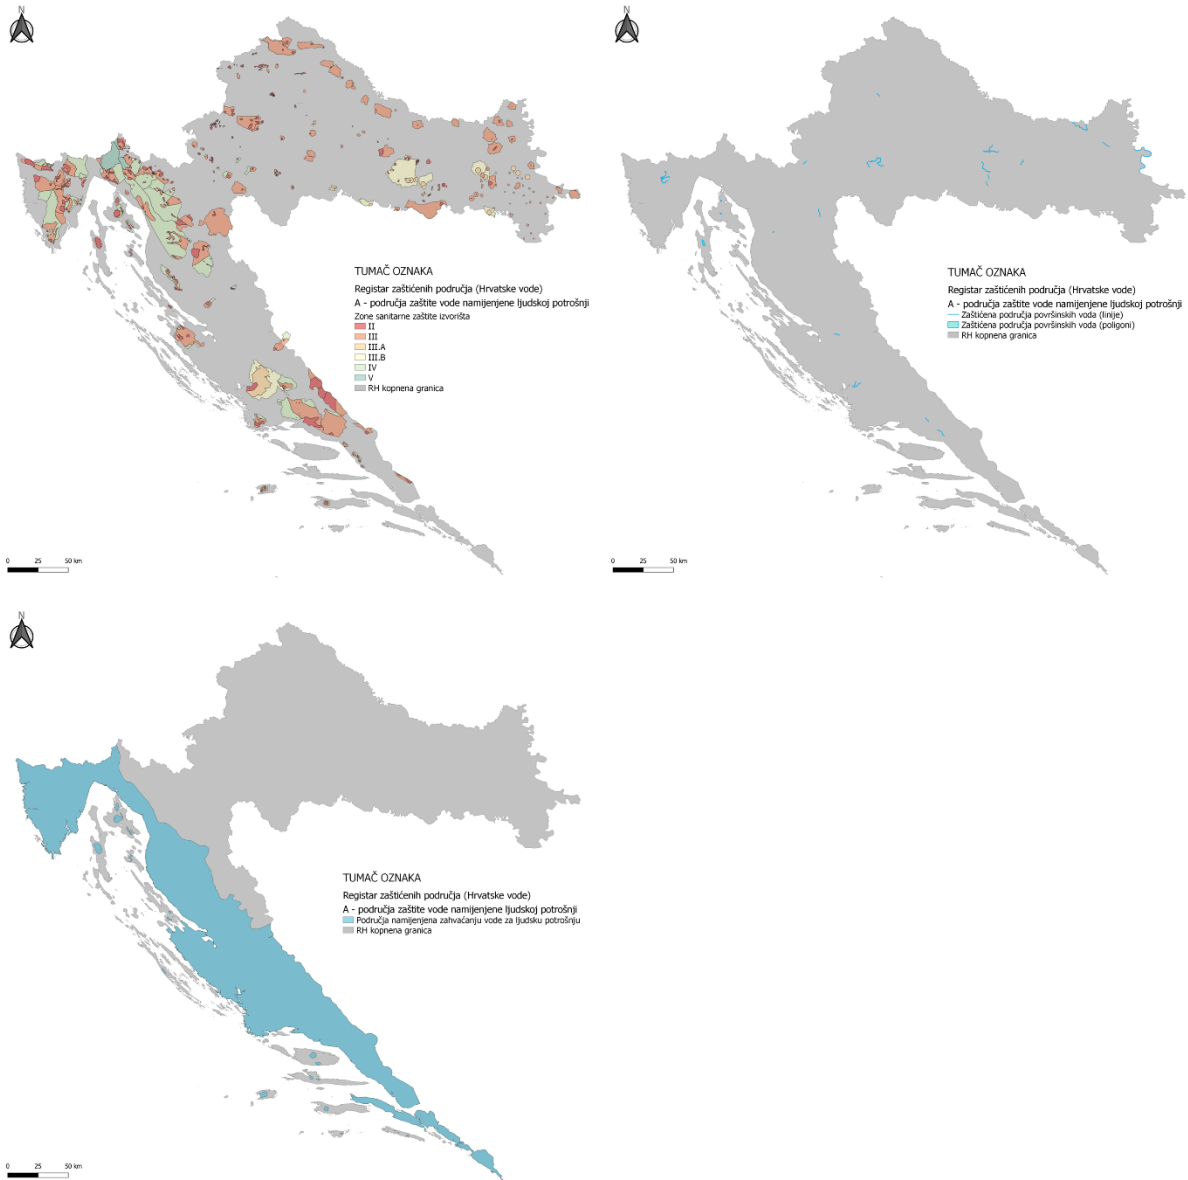 N
TUMAČ OZNAKA
Registar zaštićenih područja (Hrvatske vode)
A - područja zaštite vode namijenjene ljudskoj potrošnji
Zone sanitarne zaštite izvorišta
II
III
III.A
III.B
IV
V
RH kopnena granica
0 25 50 km
N
TUMAČ OZNAKA
Registar zaštićenih područja (Hrvatske vode)
A - područja zaštite vode namijenjene ljudskoj potrošnji
Zaštićena područja površinskih voda (linije)
Zaštićena područja površinskih voda (poligoni)
RH kopnena granica
0 25 50 km
N
TUMAČ OZNAKA
Registar zaštićenih područja (Hrvatske vode)
A - područja zaštite vode namijenjene ljudskoj potrošnji
Područja namijenjena zahvaćanju vode za ljudsku potrošnju
RH kopnena granica
0 25 50 km